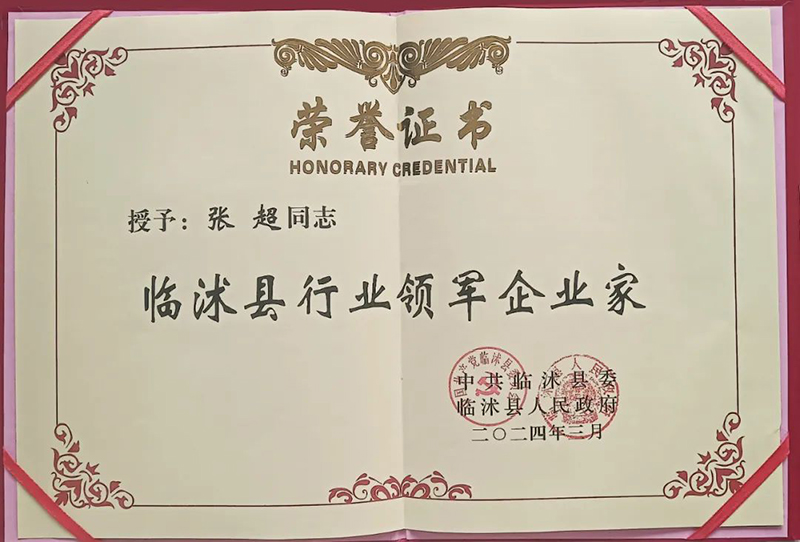 荣誉证书
HONORARY CREDENTIAL
授予：张 超同志
临沭县行业领军企业家
中共临沭县委
临沭县人民政府
二〇二四年三月